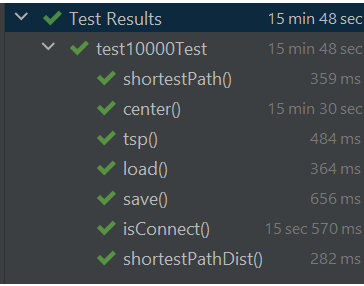 Test Results 15 min 48 sec
test10000Test 15 min 48 sec
shortestPath() 359 ms
center() 15 min 30 sec
tsp() 484 ms
load() 364 ms
save() 656 ms
isConnect() 15 sec 570 ms
shortestPathDist() 282 ms